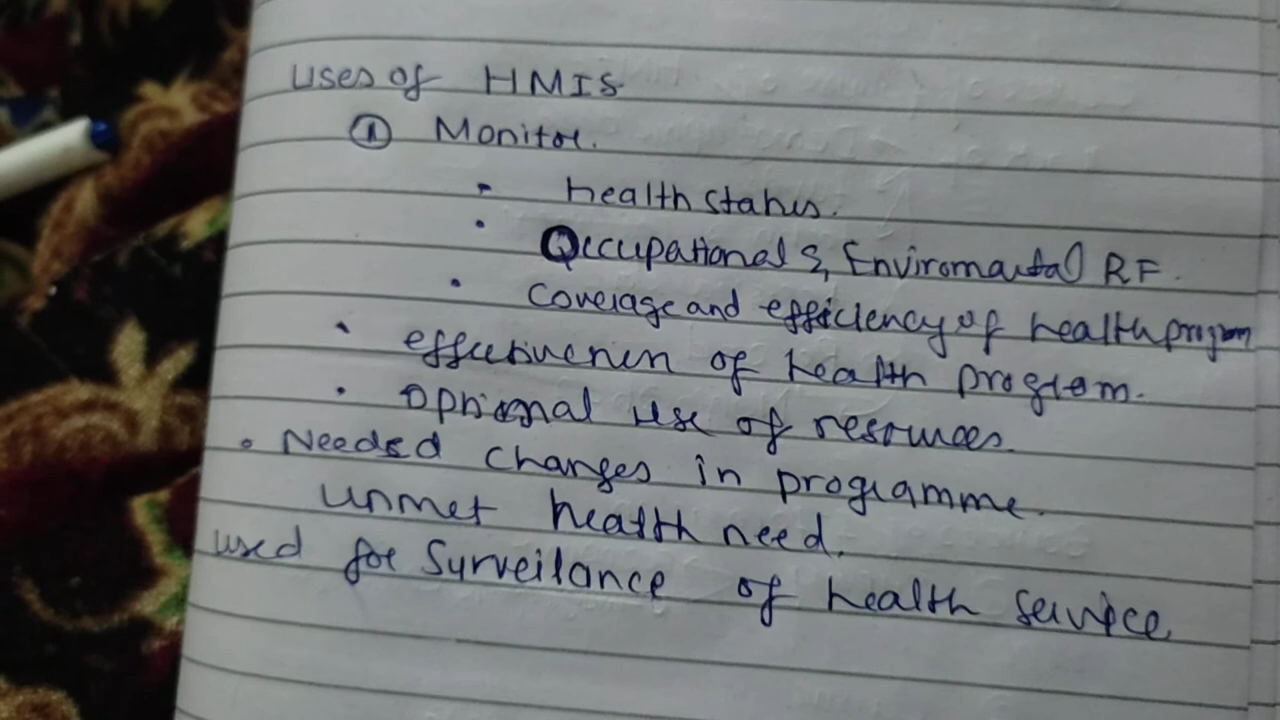 Uses of HMIS
① Monitor.
• health status.
• Occupational & Enviromental RF.
• Coverage and efficiency of health program
• effectiveness of health program.
• Optional use of resources.
• Needed changes in programme.
unmet health need.
used for Surveilance of health service